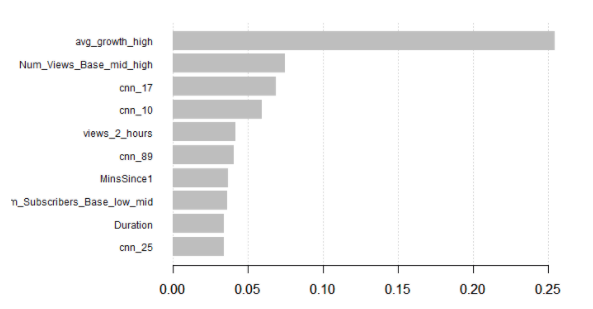 avg_growth_high
Num_Views_Base_mid_high
cnn_17
cnn_10
views_2_hours
cnn_89
MinsSince1
m_Subscribers_Base_low_mid
Duration
cnn_25
0.00 0.05 0.10 0.15 0.20 0.25